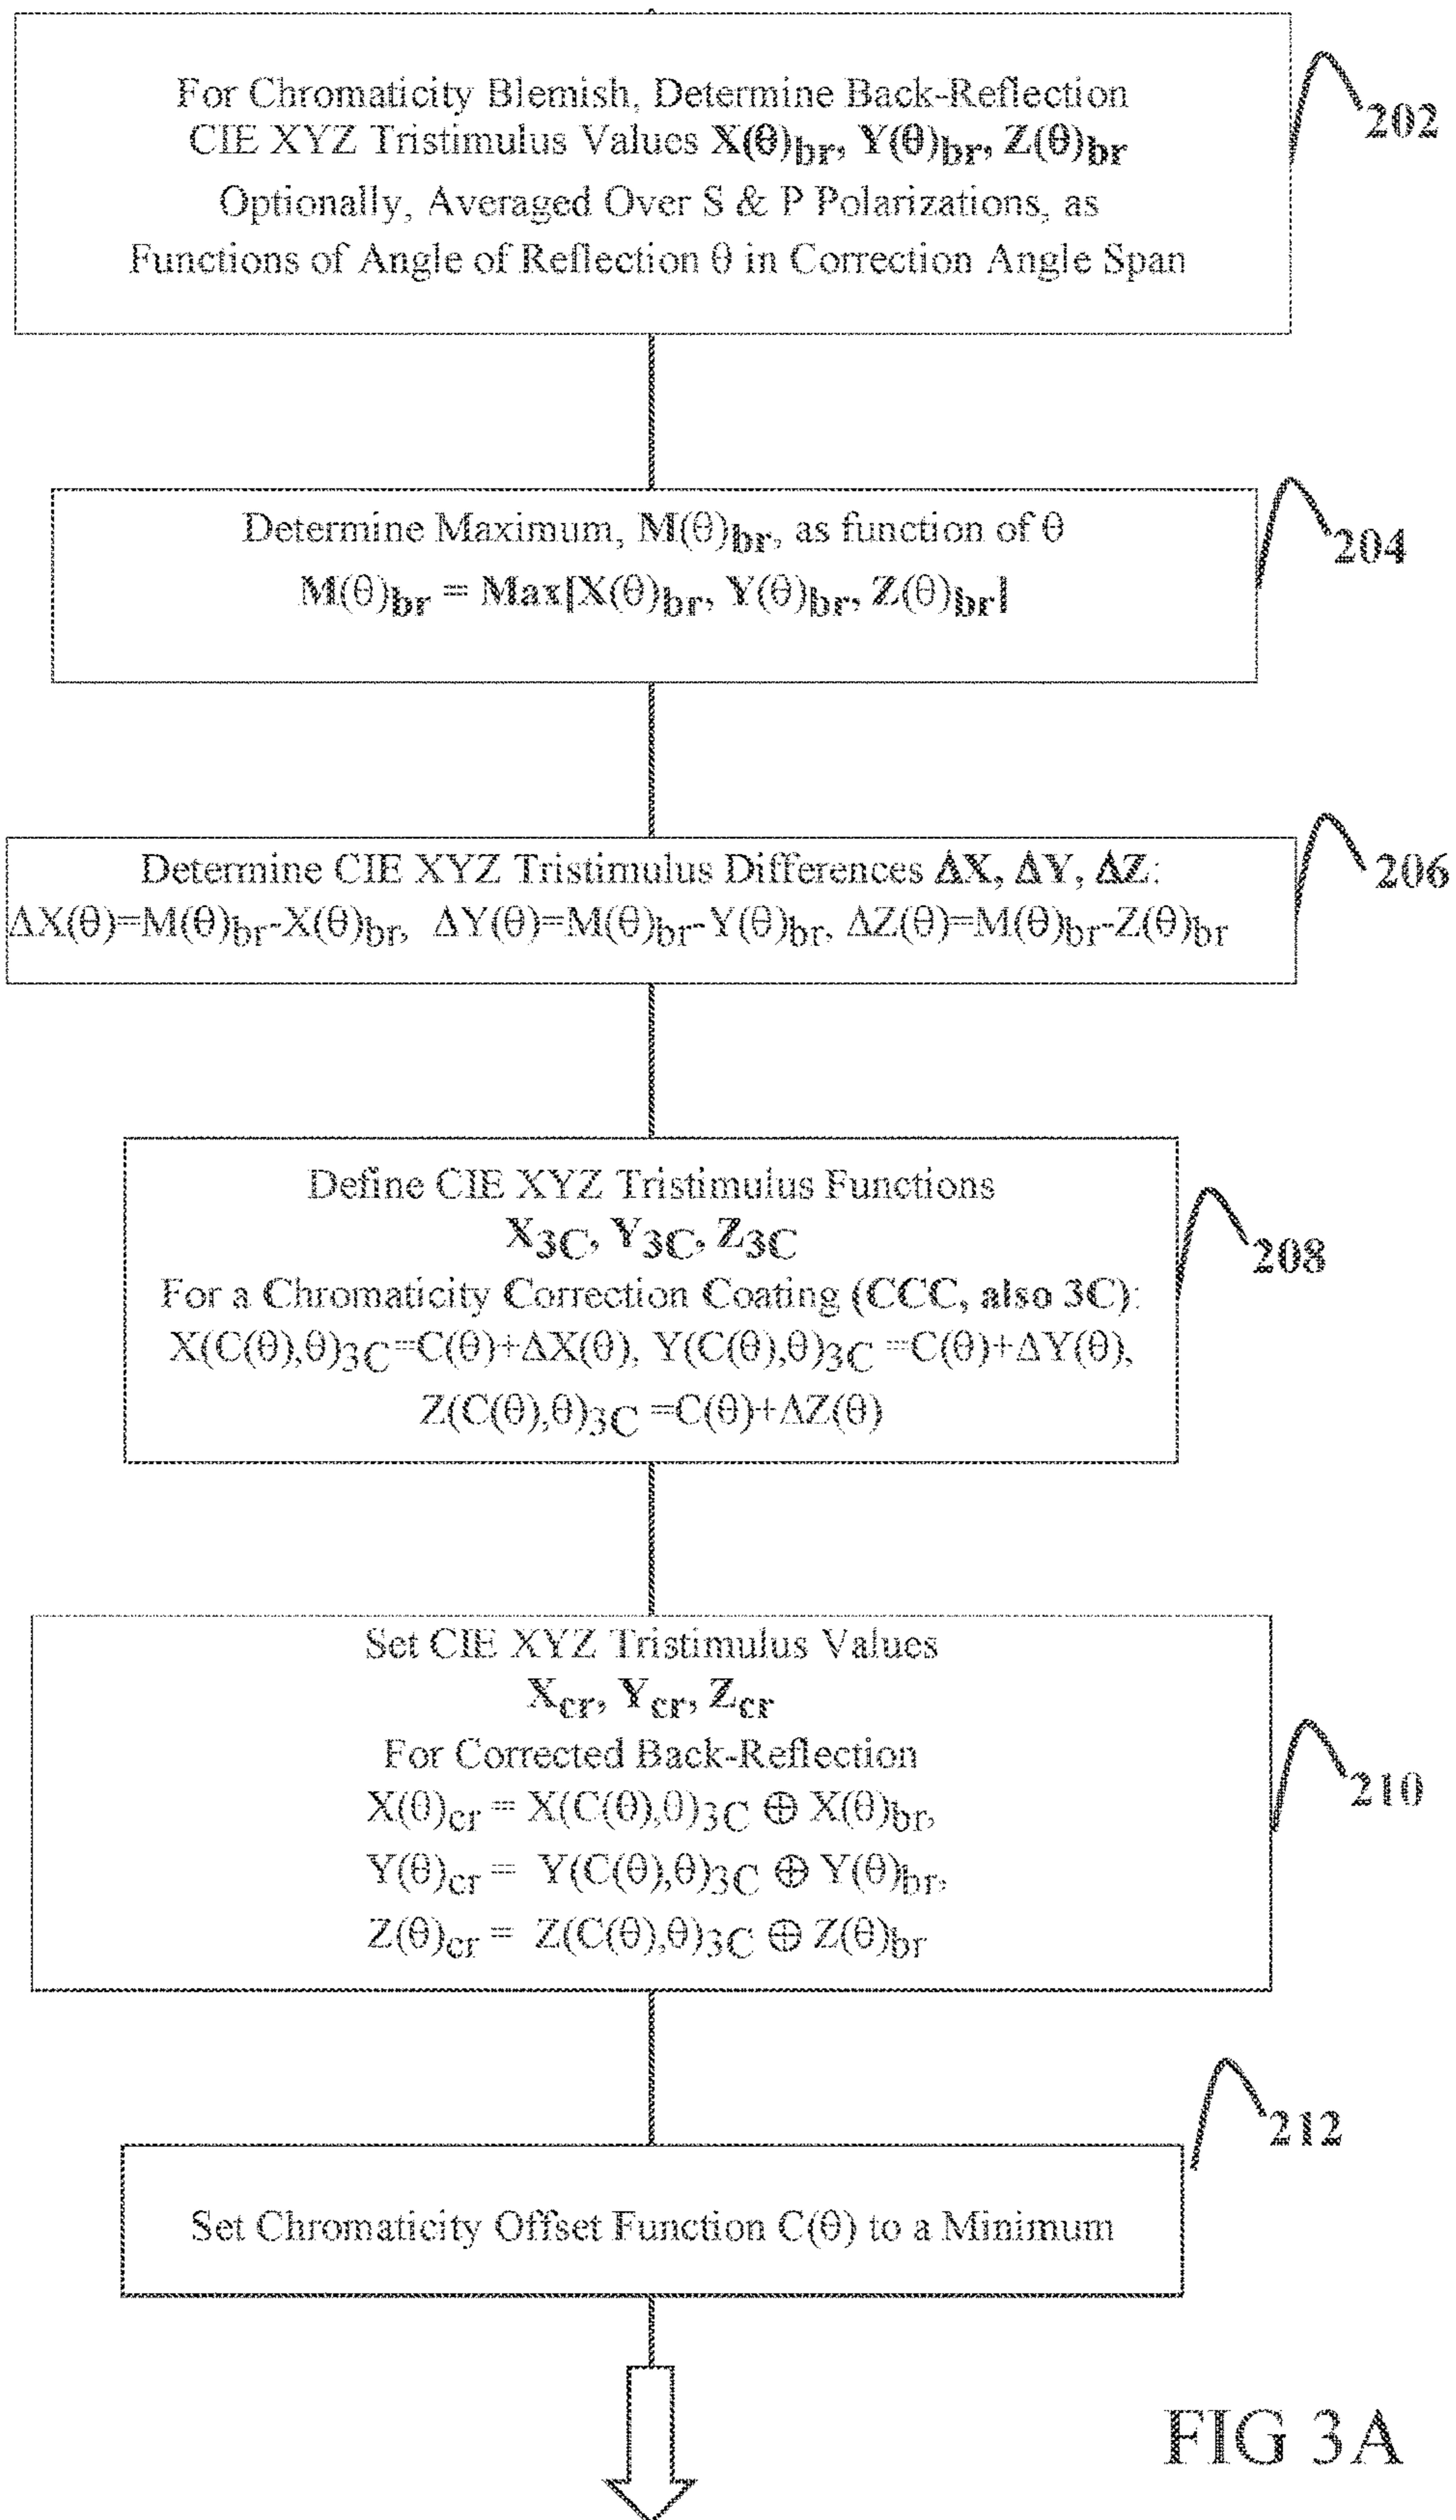 For Chromaticity Blemish, Determine Back-Reflection
CIE XYZ Tristimulus Values X(θ)br, Y(θ)br, Z(θ)br
Optionally, Averaged Over S & P Polarizations, as
Functions of Angle of Reflection θ in Correction Angle Span
202
Determine Maximum, M(θ)br, as function of θ
M(θ)br = Max[X(θ)br, Y(θ)br, Z(θ)br]
204
Determine CIE XYZ Tristimulus Differences ΔX, ΔY, ΔZ:
ΔX(θ)=M(θ)br-X(θ)br, ΔY(θ)=M(θ)br-Y(θ)br, ΔZ(θ)=M(θ)br-Z(θ)br
206
Define CIE XYZ Tristimulus Functions
X3C, Y3C, Z3C
For a Chromaticity Correction Coating (CCC, also 3C):
X(C(θ),θ)3C=C(θ)+ΔX(θ), Y(C(θ),θ)3C =C(θ)+ΔY(θ),
Z(C(θ),θ)3C =C(θ)+ΔZ(θ)
208
Set CIE XYZ Tristimulus Values
Xcr, Ycr, Zcr
For Corrected Back-Reflection
X(θ)cr = X(C(θ),θ)3C ⊕ X(θ)br,
Y(θ)cr = Y(C(θ),θ)3C ⊕ Y(θ)br,
Z(θ)cr = Z(C(θ),θ)3C ⊕ Z(θ)br
210
Set Chromaticity Offset Function C(θ) to a Minimum
212
FIG 3A